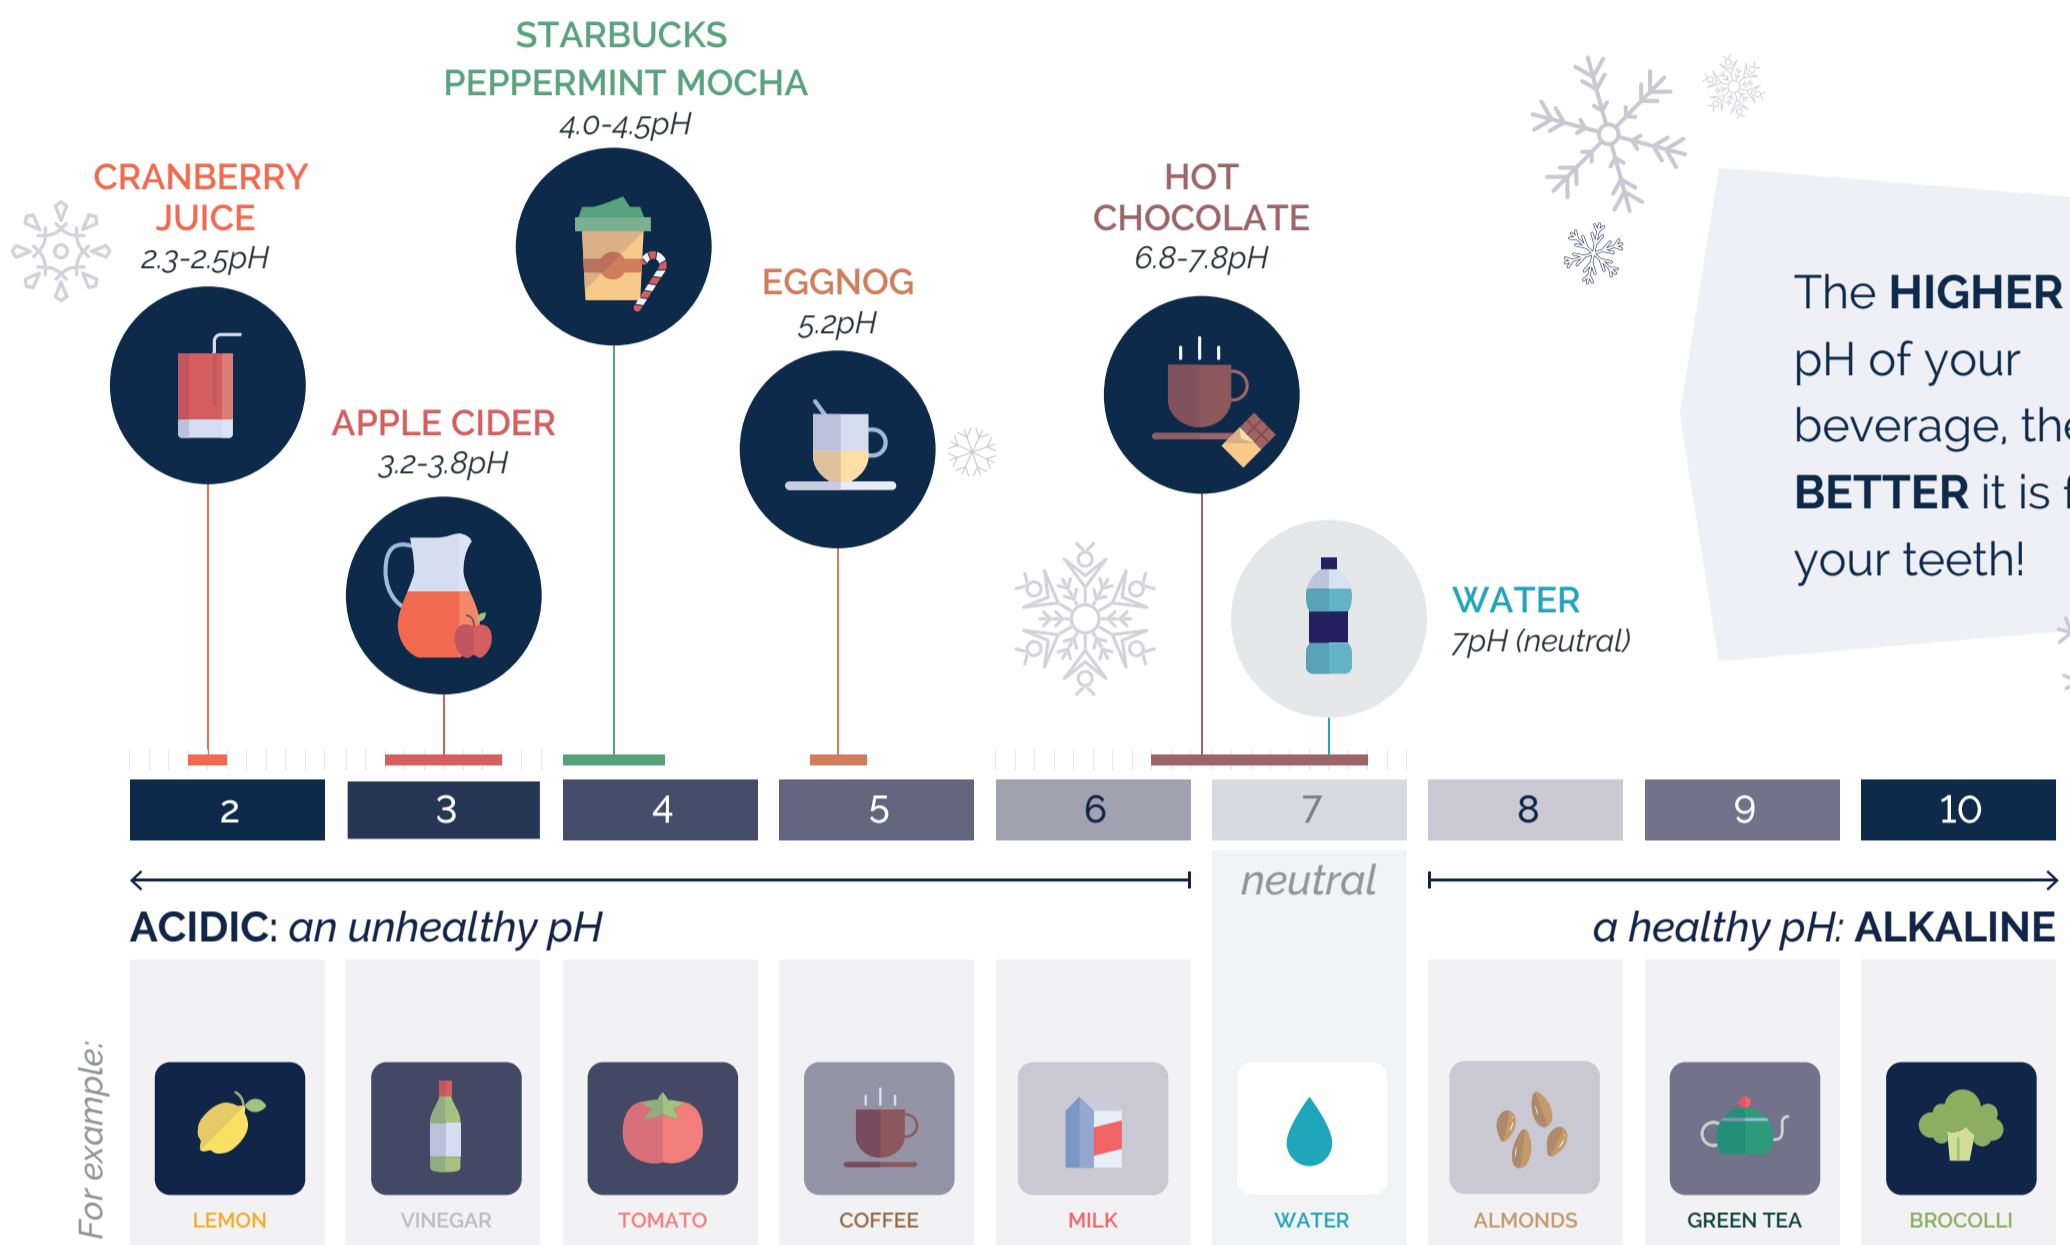 STARBUCKS
PEPPERMINT MOCHA
4.0-4.5pH
CRANBERRY
JUICE
2.3-2.5pH
HOT
CHOCOLATE
6.8-7.8pH
EGGNOG
5.2pH
APPLE CIDER
3.2-3.8pH
WATER
7pH (neutral)
The HIGHER
pH of your
beverage, the
BETTER it is
your teeth!
2 3 4 5 6 7 8 9 10
neutral
ACIDIC: an unhealthy pH
a healthy pH: ALKALINE
For example:
LEMON VINEGAR TOMATO COFFEE MILK WATER ALMONDS GREEN TEA BROCOLLI